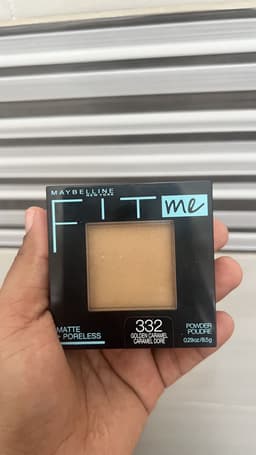 MAYBELLINE
NEW YORK
FIT me
MATTE
+ PORELESS
332
GOLDEN CARAMEL
CARAMEL DORÉ
POWDER
POUDRE
0.29oz./8.5g